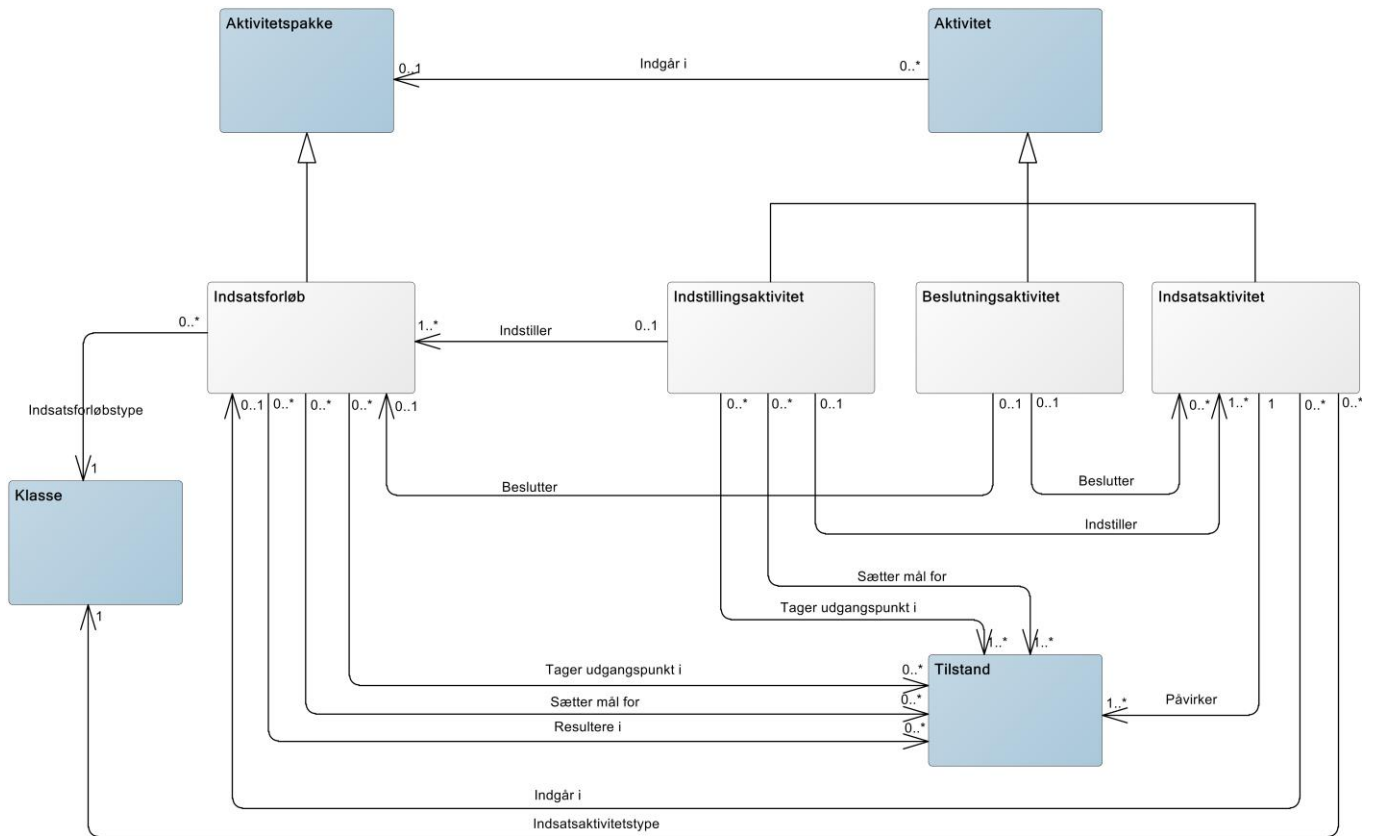 Aktivitetspakke
Aktivitet
0..1
Indgår i
0..*
Indsatsforløb
Indstillingsaktivitet
Beslutningsaktivitet
Indsatsaktivitet
0..*
1..*
Indstiller
0..1
0..1
0..*
0..*
0..*
0..1
0..*
0..*
0..1
0..1
0..1
0..*
1..*
1
0..*
0..*
Indsatsforløbstype
1
Klasse
Beslutter
Beslutter
Indstiller
Sætter mål for
Tager udgangspunkt i
1
1..*
1..*
Tager udgangspunkt i
0..*
Tilstand
Sætter mål for
0..*
Påvirker
1..*
Resultere i
0..*
Indgår i
Indsatsaktivitetstype